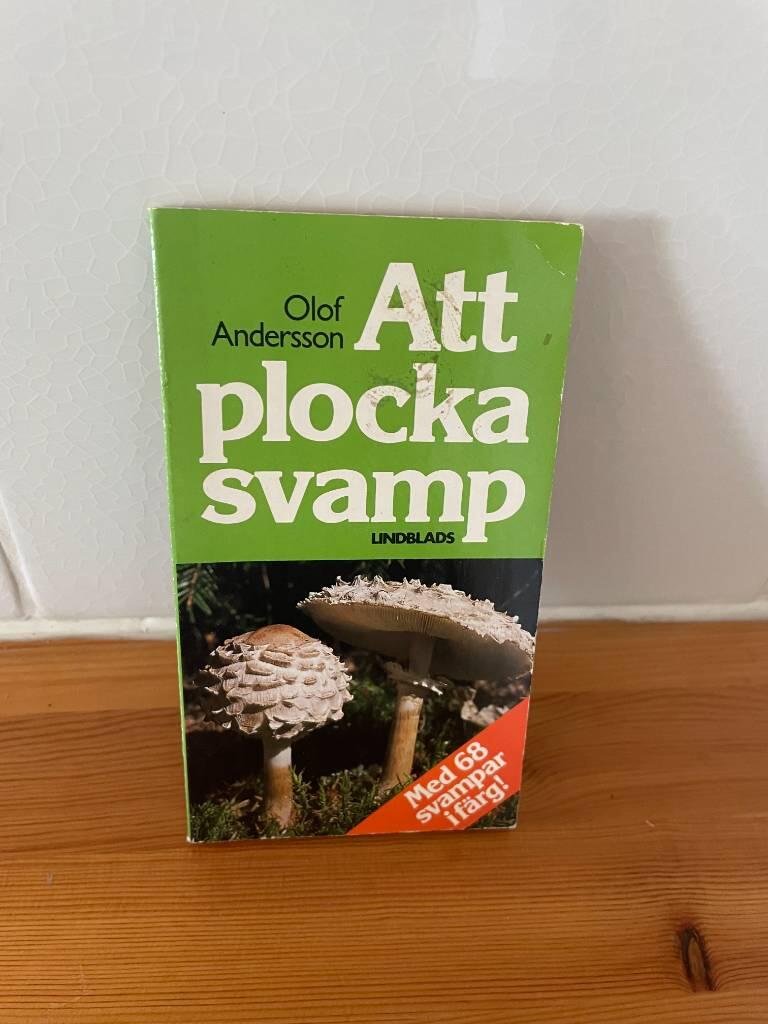 Olof
Andersson
Att
plocka
svamp
LINDBLADS
Med 68
svampar
i färg!